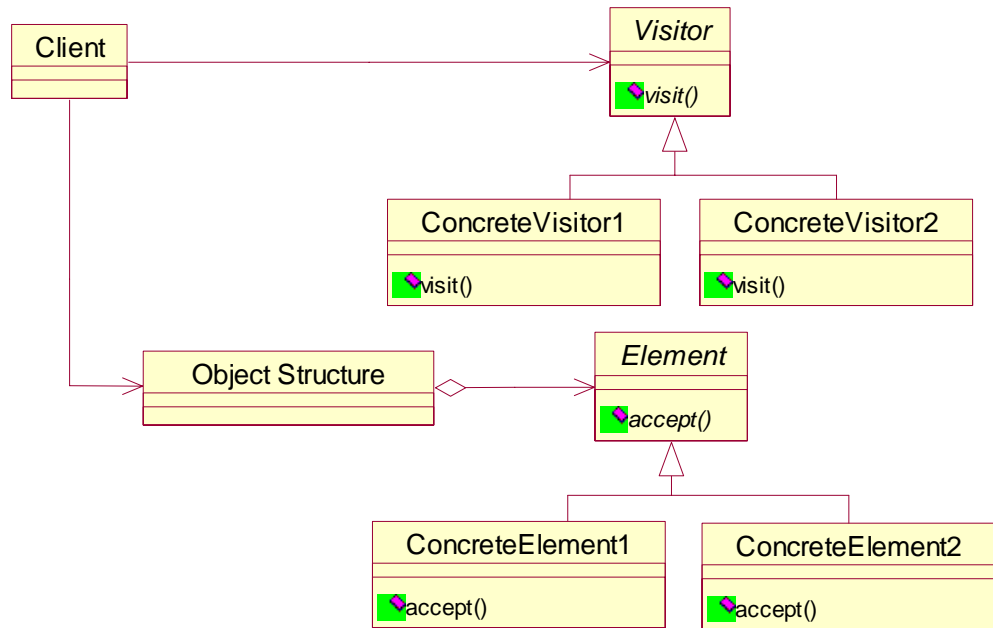 Client
Visitor
visit()
ConcreteVisitor1
visit()
ConcreteVisitor2
visit()
Object Structure
Element
accept()
ConcreteElement1
accept()
ConcreteElement2
accept()